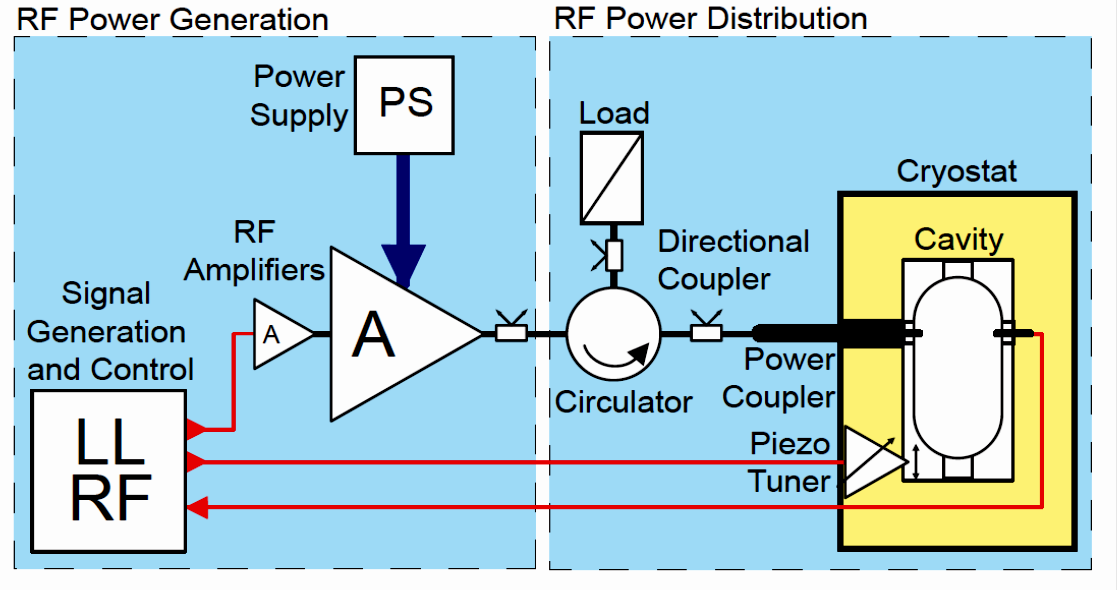 RF Power Generation
RF Power Distribution
Power
Supply
PS
Load
Cryostat
RF
Amplifiers
Directional
Coupler
Cavity
Signal
Generation
and Control
A
A
Power
Coupler
Circulator
LL
RF
Piezo
Tuner